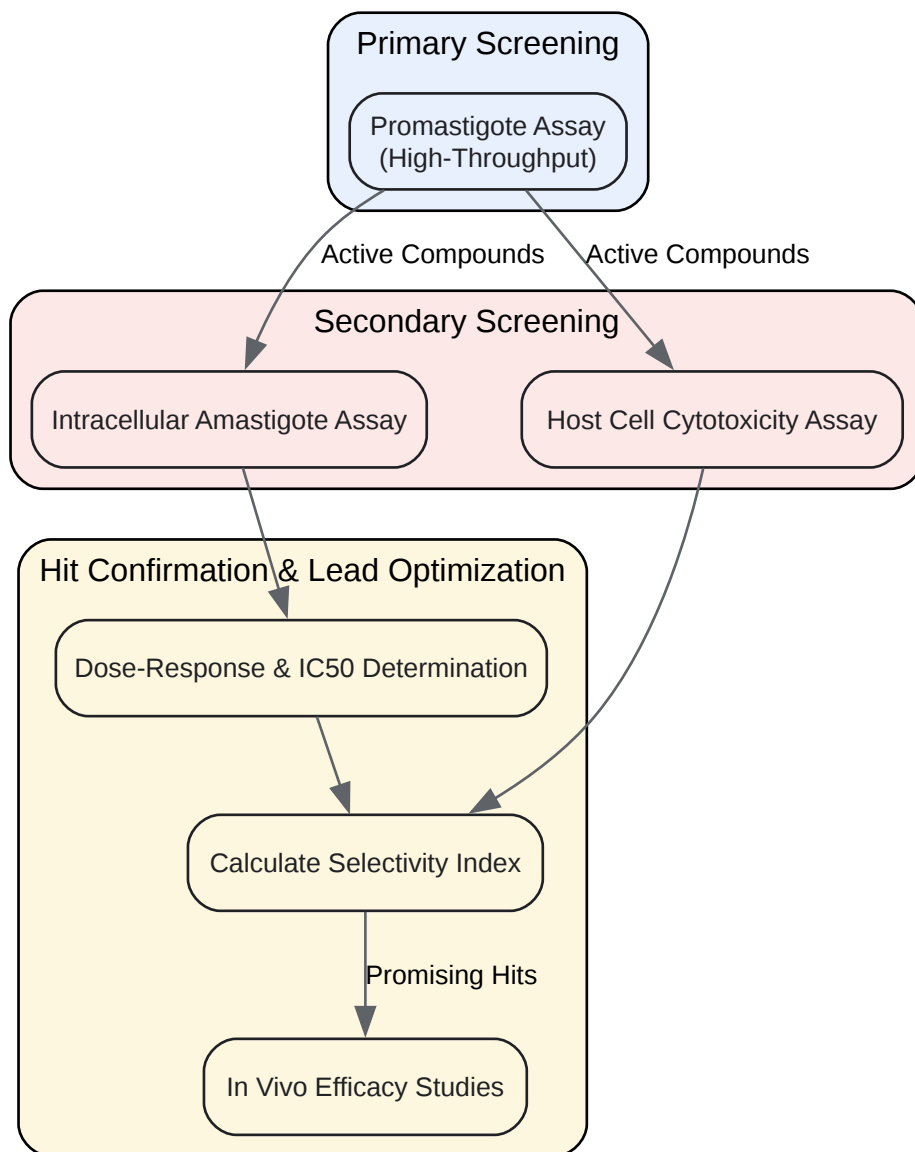 Primary Screening
Promastigote Assay
(High-Throughput)
Active Compounds
Active Compounds
Secondary Screening
Intracellular Amastigote Assay
Host Cell Cytotoxicity Assay
Hit Confirmation & Lead Optimization
Dose-Response & IC50 Determination
Calculate Selectivity Index
Promising Hits
In Vivo Efficacy Studies